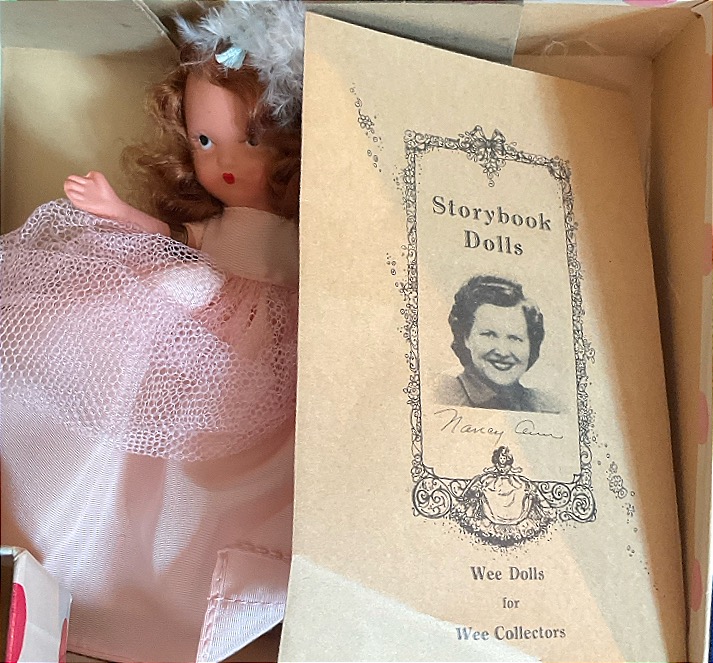 Storybook
Dolls
Nancy Ann
Wee Dolls
for
Wee Collectors